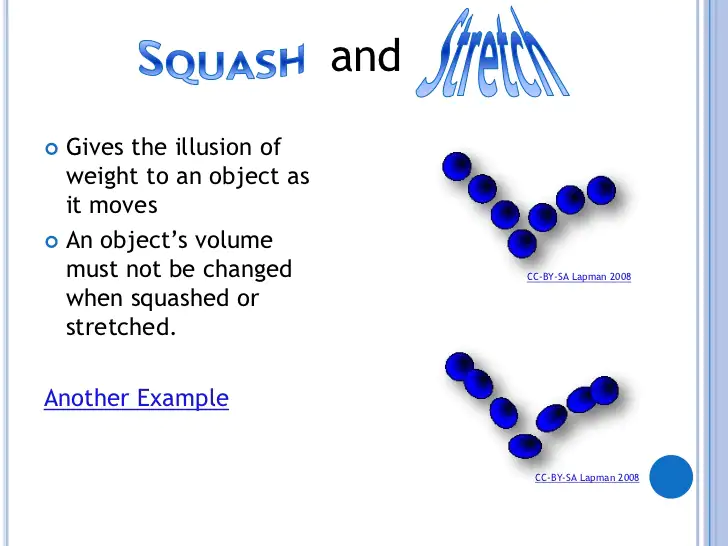 SQUASH and Stretch
Gives the illusion of
weight to an object as
it moves
An object’s volume
must not be changed
when squashed or
stretched.
Another Example
CC-BY-SA Lapman 2008
CC-BY-SA Lapman 2008